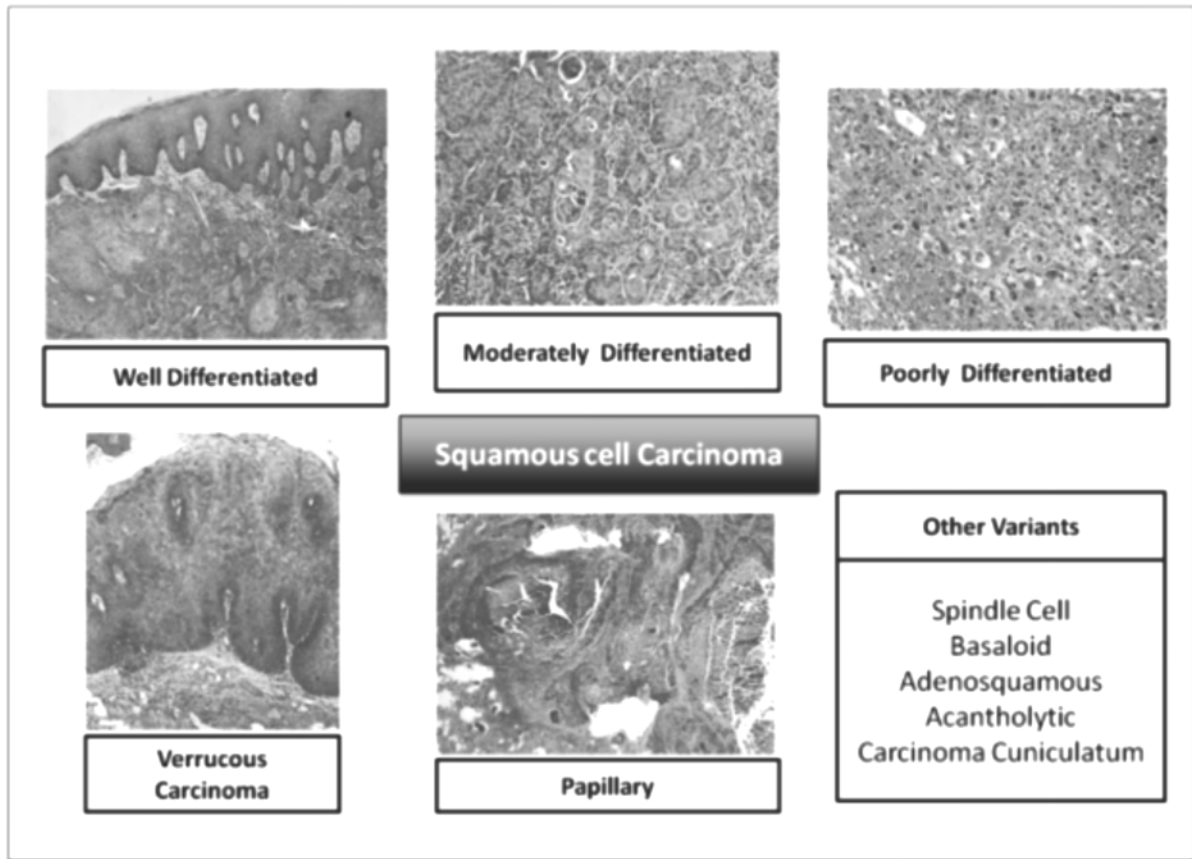 Well Differentiated
Moderately Differentiated
Poorly Differentiated
Squamous cell Carcinoma
Verrucous
Carcinoma
Papillary
Other Variants
Spindle Cell
Basaloid
Adenosquamous
Acantholytic
Carcinoma Cuniculatum